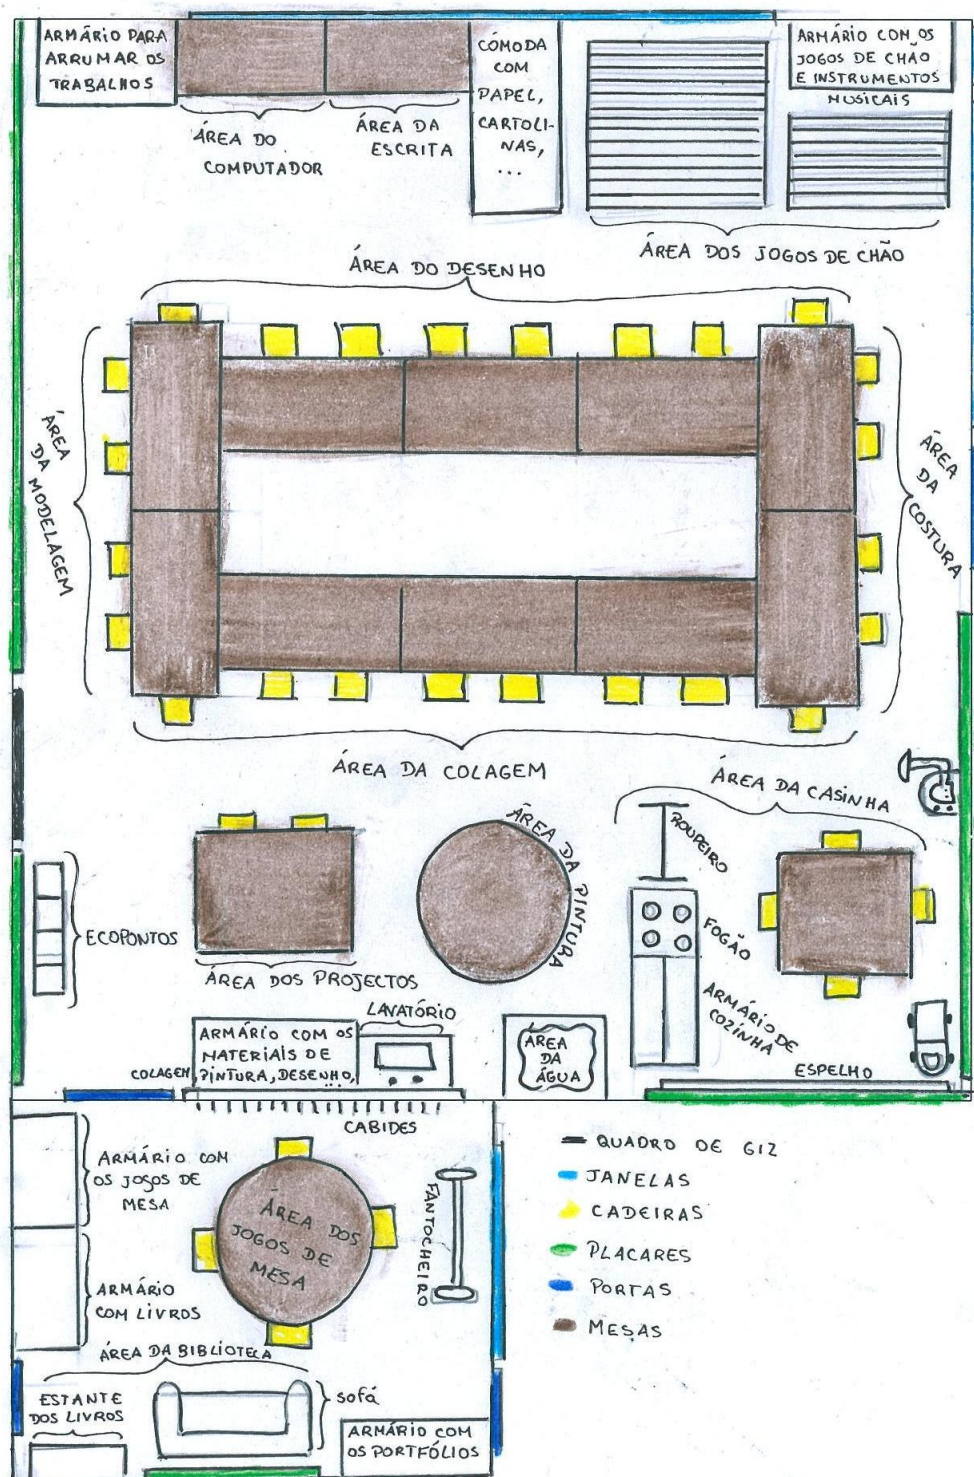 ARMÁRIO PARA
ARRUMAR OS
TRABALHOS
ÁREA DO
COMPUTADOR
ÁREA DA
ESCRITA
CÓMODA
COM
PAPEL,
CARTOLI-
NAS,
...
ARMÁRIO COM OS
JOGOS DE CHÃO
E INSTRUMENTOS
MUSICAIS
ÁREA DOS JOGOS DE CHÃO
ÁREA DO DESENHO
ÁREA
DA
MODELAGEM
ÁREA
DA
COSTURA
ÁREA DA COLAGEM
ÁREA DA CASINHA
ROUPEIRO
FOGÃO
ARMÁRIO DE
COZINHA
ESPELHO
ÁREA DA PINTURA
ECOPONTOS
ÁREA DOS PROJECTOS
LAVATÓRIO
ARMÁRIO COM OS
MATERIAIS DE
PINTURA, DESENHO,
COLAGEM
ÁREA
DA
ÁGUA
CABIDES
ARMÁRIO COM
OS JOGOS DE
MESA
ÁREA DOS
JOGOS DE
MESA
FANTOCHEIRO
ARMÁRIO
COM LIVROS
ÁREA DA BIBLIOTECA
ESTANTE
DOS LIVROS
SOFÁ
ARMÁRIO COM
OS PORTFÓLIOS
QUADRO DE GIZ
JANELAS
CADEIRAS
PLACARES
PORTAS
MESAS